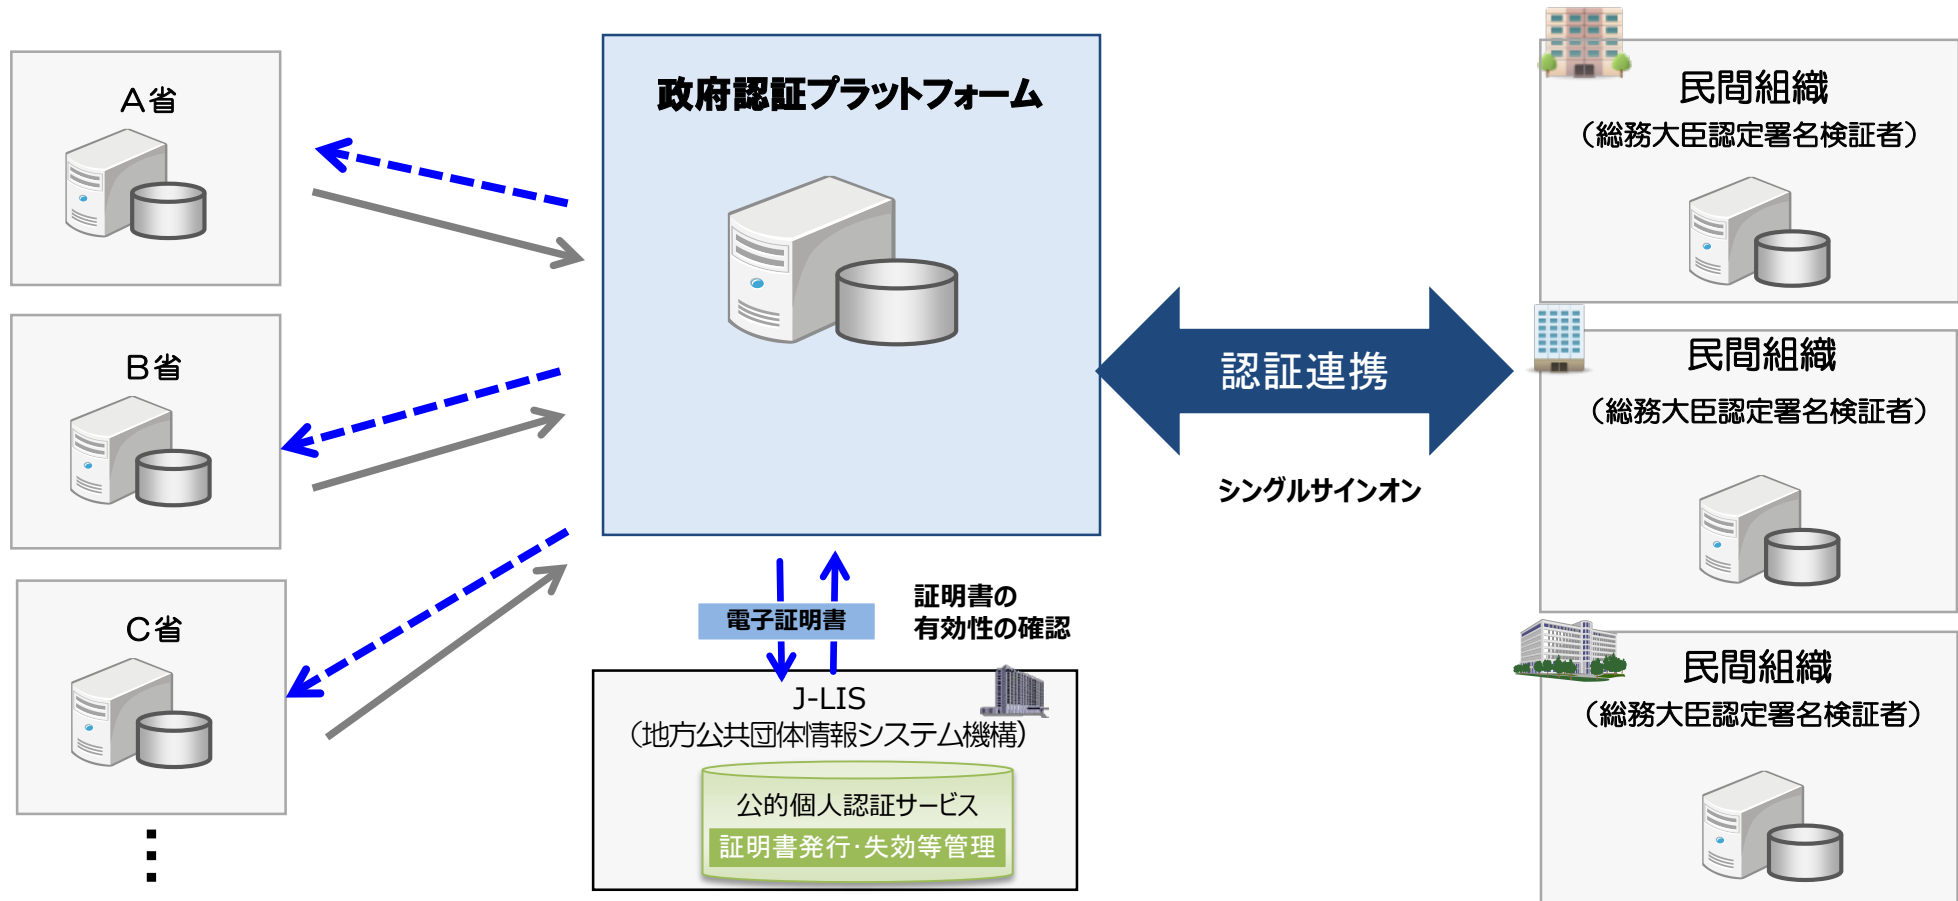 A省
B省
C省
政府認証プラットフォーム
電子証明書
証明書の
有効性の確認
J-LIS
（地方公共団体情報システム機構）
公的個人認証サービス
証明書発行・失効等管理
認証連携
シングルサインオン
民間組織
（総務大臣認定署名検証者）
民間組織
（総務大臣認定署名検証者）
民間組織
（総務大臣認定署名検証者）